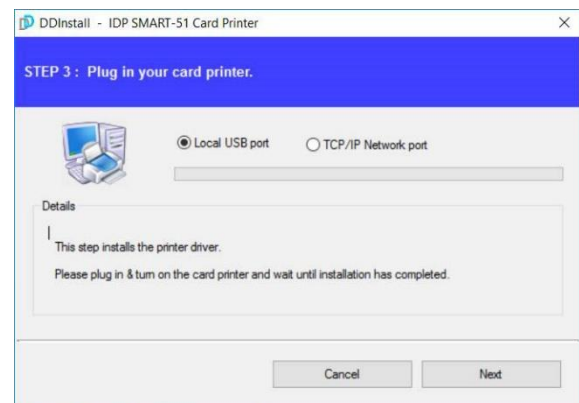 DDInstall - IDP SMART-51 Card Printer
STEP 3 : Plug in your card printer.
Local USB port TCP/IP Network port
Details
This step installs the printer driver.
Please plug in & turn on the card printer and wait until installation has completed.
Cancel Next